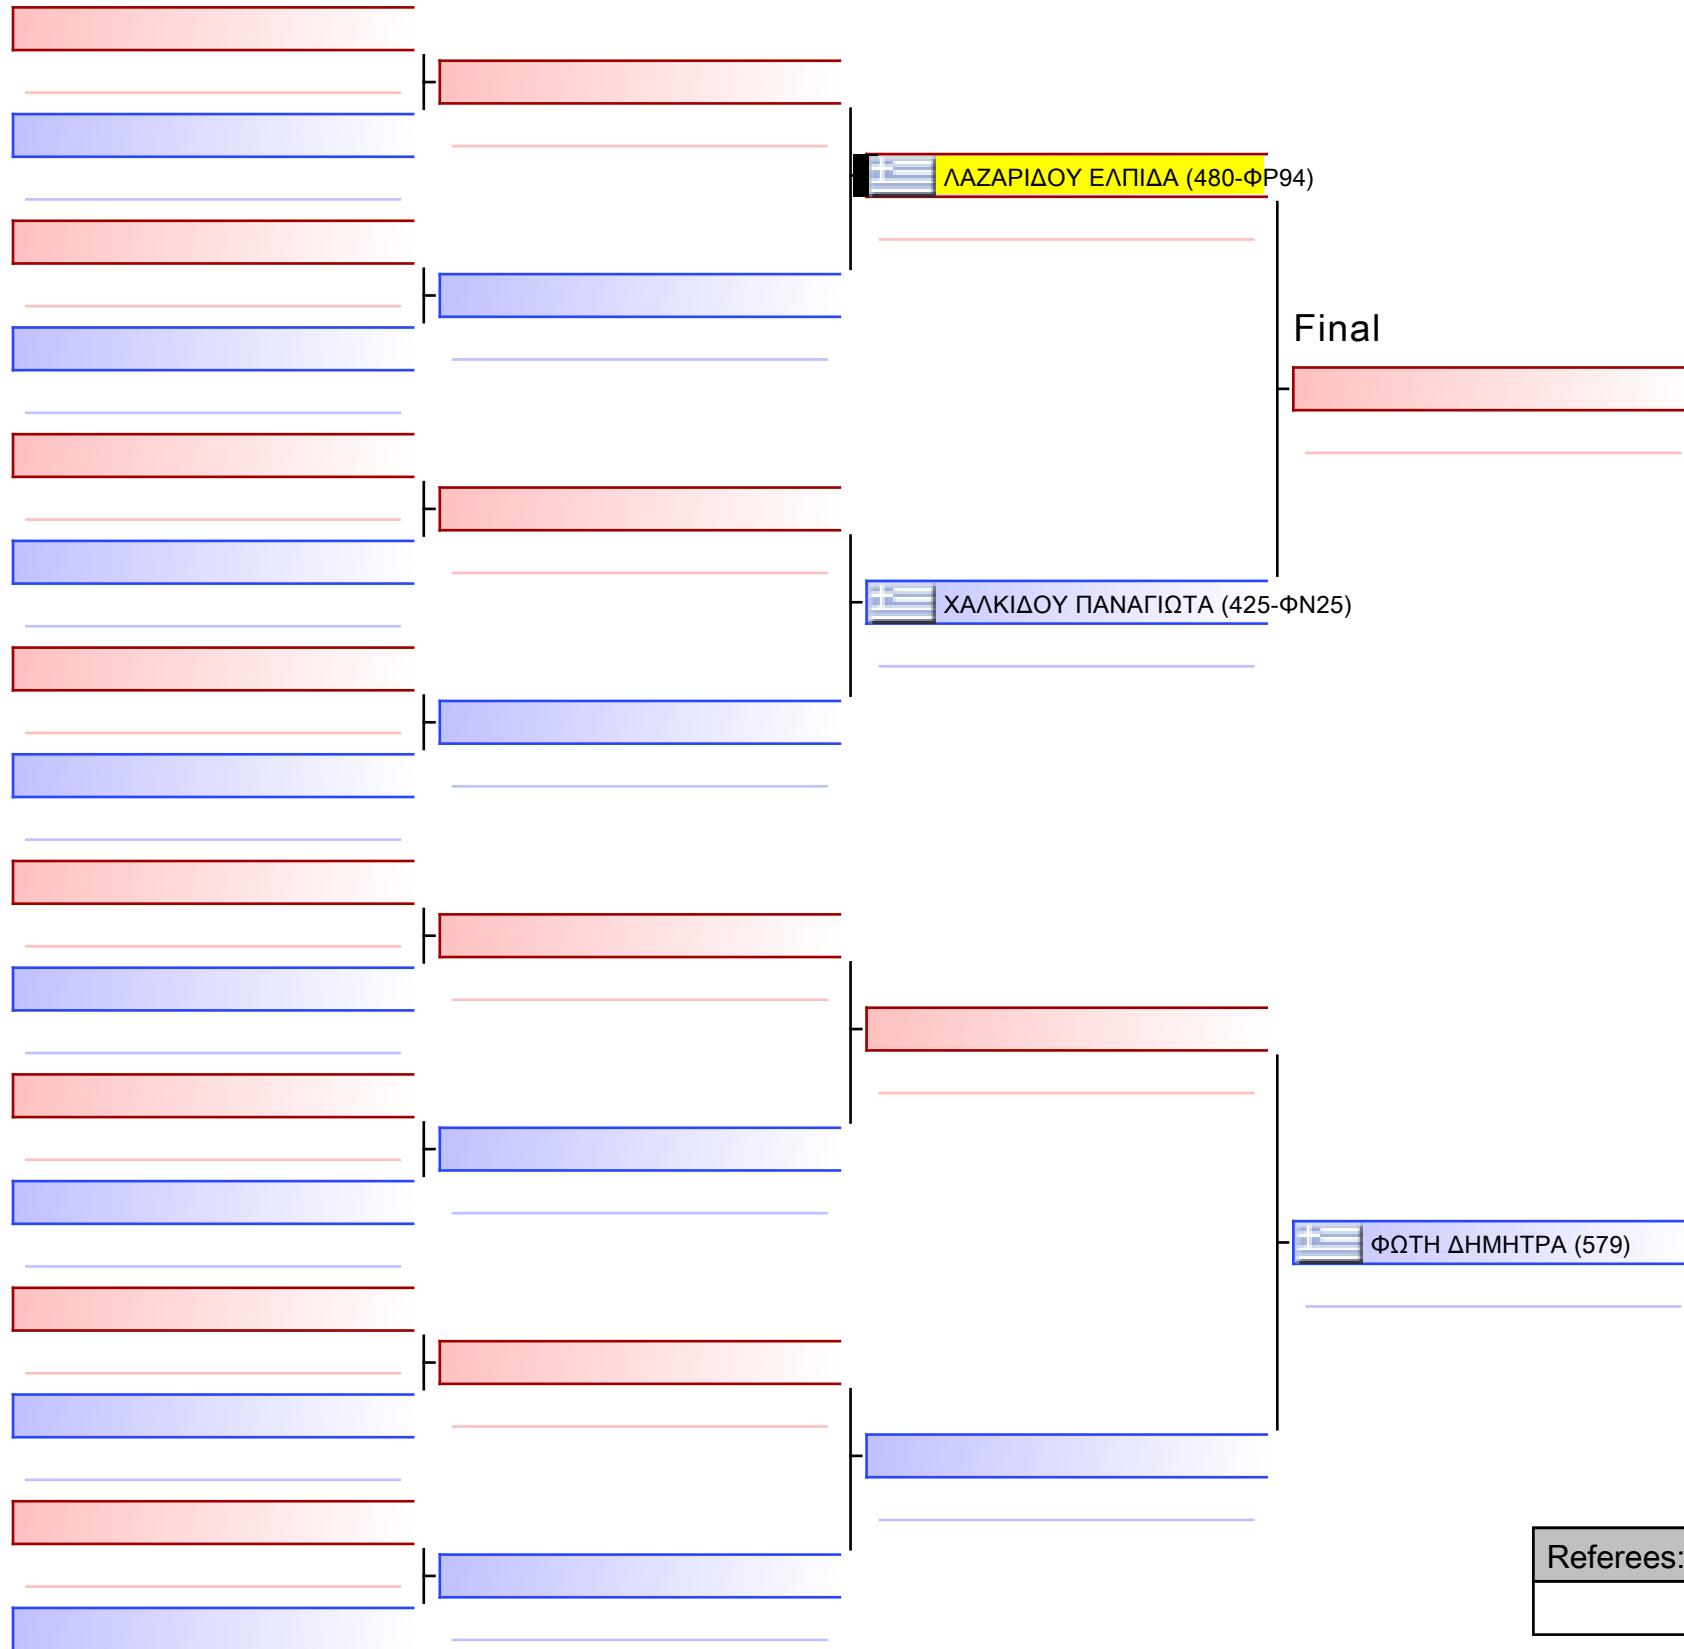 ΛΑΖΑΡΙΔΟΥ ΕΛΠΙΔΑ (480-ΦΡ94)
Final
ΧΑΛΚΙΔΟΥ ΠΑΝΑΓΙΩΤΑ (425-ΦΝ25)
ΦΩΤΗ ΔΗΜΗΤΡΑ (579)
Referees: